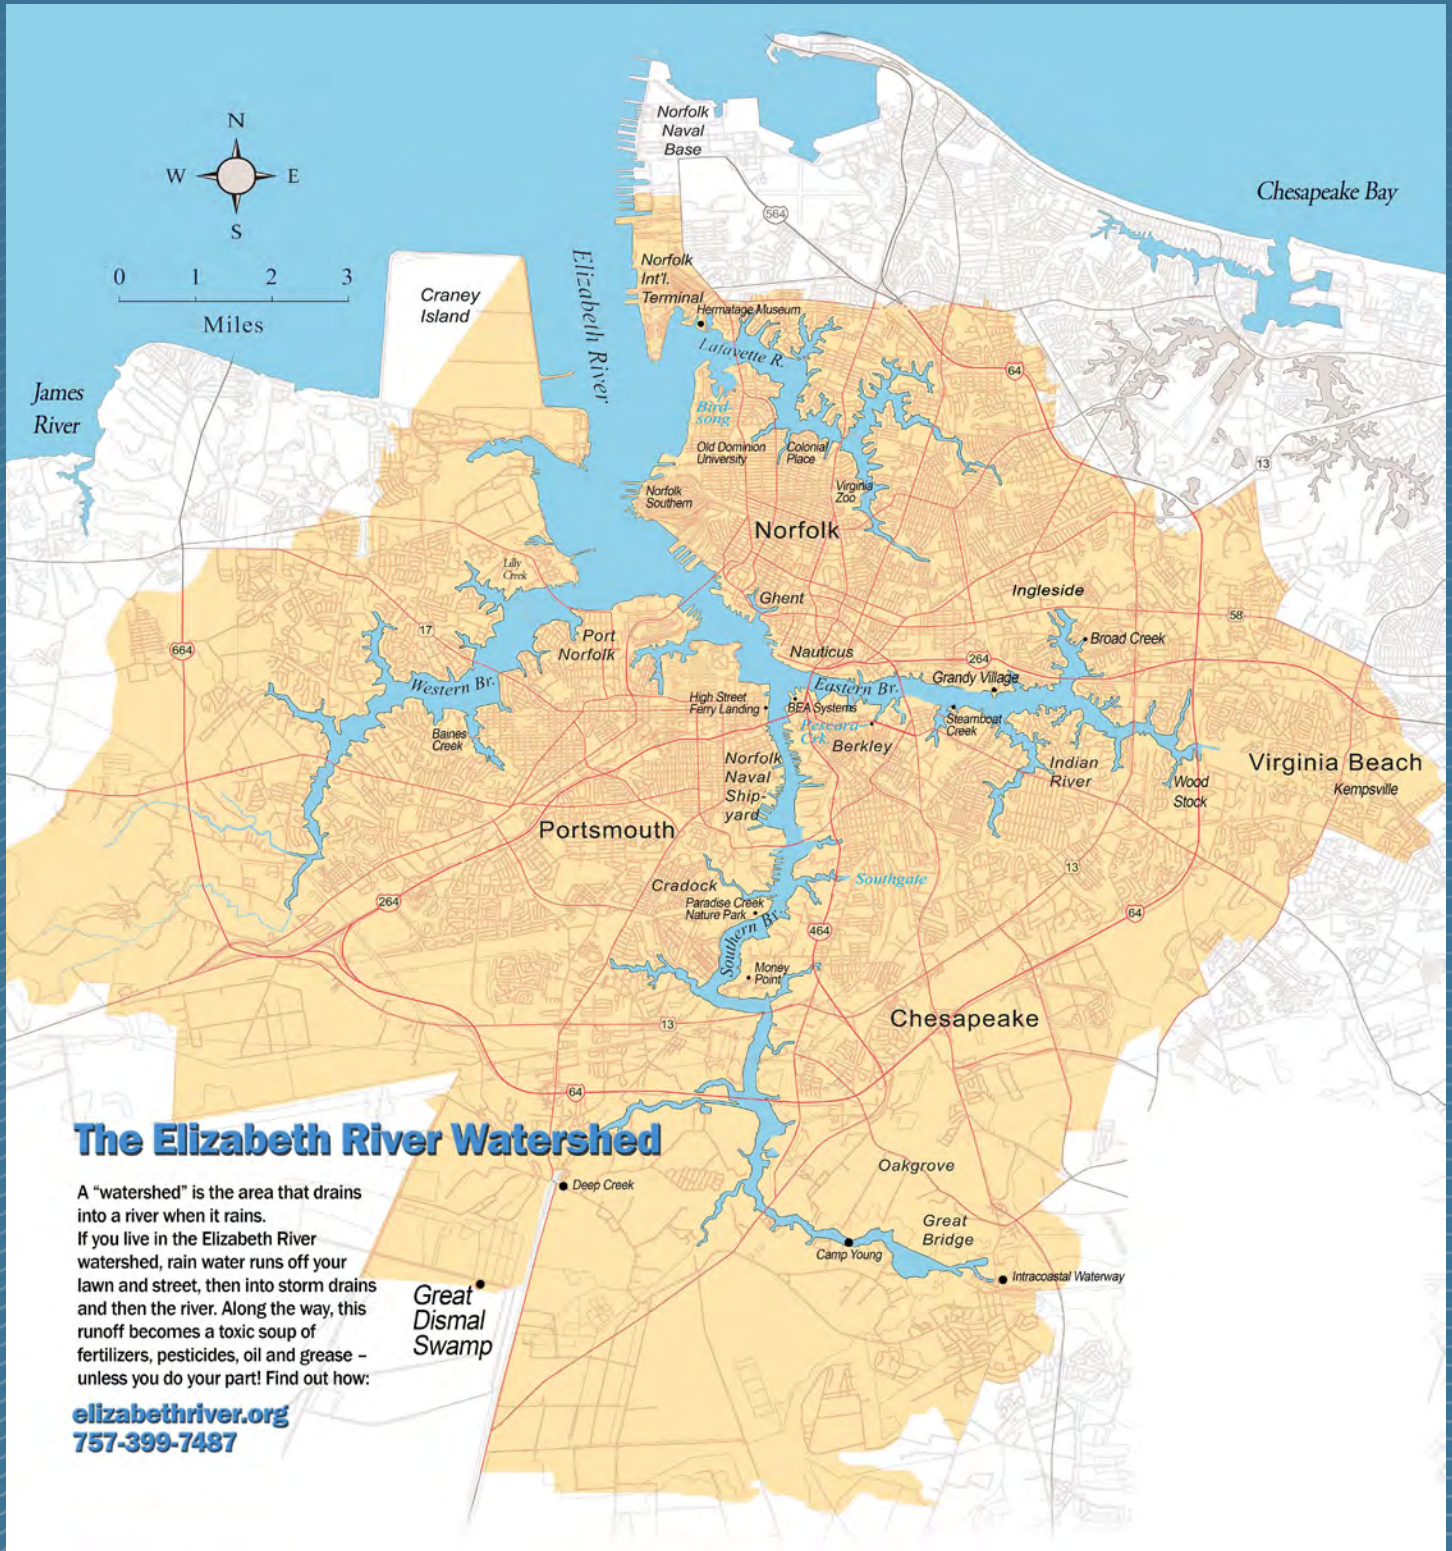 Norfolk
Naval
Base
N
W
E
S
564
Chesapeake Bay
0 1 2 3
Miles
Craney
Island
Elizabeth River
Norfolk
Int'l.
Terminal
Hermatage Museum
Lafayette R.
James
River
64
Bird-
song
Old Dominion
University
Colonial
Place
13
Virginia
Zoo
Norfolk
Southern
Norfolk
Lilly
Creek
Ingleside
Ghent
58
17
Port
Norfolk
664
Broad Creek
Nauticus
264
Grandy Village
Western Br.
Eastern Br.
High Street
Ferry Landing
BEA Systems
Steamboat
Creek
Pescara
Crk
Baines
Creek
Berkley
Norfolk
Naval
Ship-
yard
Indian
River
Virginia Beach
Kempsville
Wood
Stock
Portsmouth
13
Southgate
Cradock
264
Paradise Creek
Nature Park
64
Southern Br.
464
Money
Point
Chesapeake
13
64
The Elizabeth River Watershed
Oakgrove
A “watershed” is the area that drains
into a river when it rains.
If you live in the Elizabeth River
watershed, rain water runs off your
lawn and street, then into storm drains
and then the river. Along the way, this
runoff becomes a toxic soup of
fertilizers, pesticides, oil and grease –
unless you do your part! Find out how:
elizabethriver.org
757-399-7487
Deep Creek
Great
Bridge
Camp Young
Intracoastal Waterway
Great
Dismal
Swamp